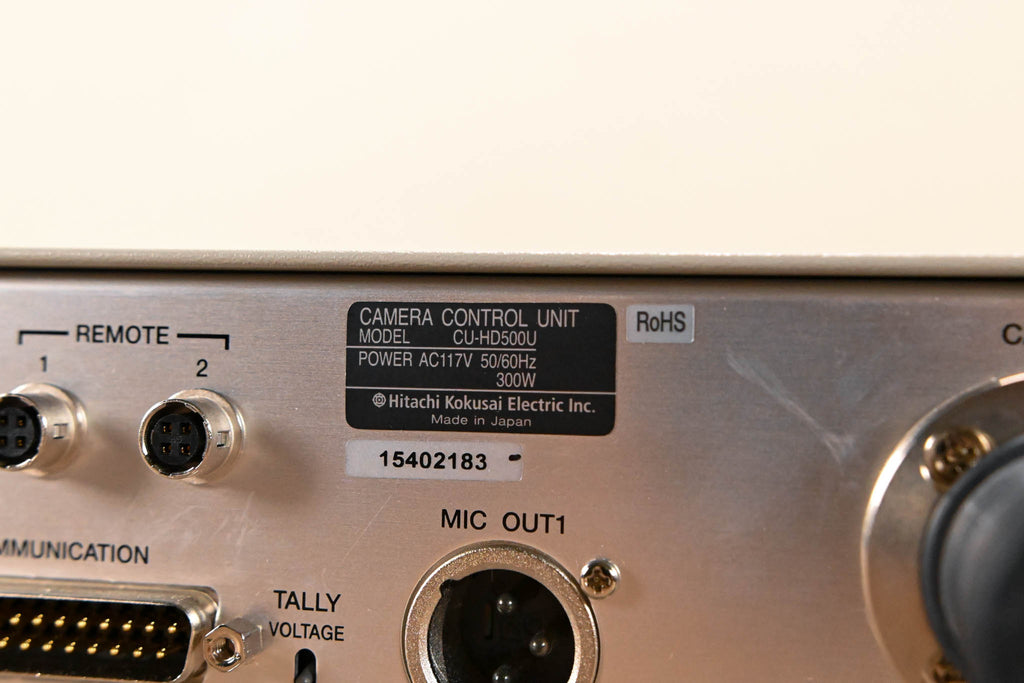 REMOTE
1 2
CAMERA CONTROL UNIT
MODEL CU-HD500U
POWER AC117V 50/60Hz
300W
Hitachi Kokusai Electric Inc.
Made in Japan
RoHS
15402183
MIC OUT1
MMUNICATION
TALLY
VOLTAGE